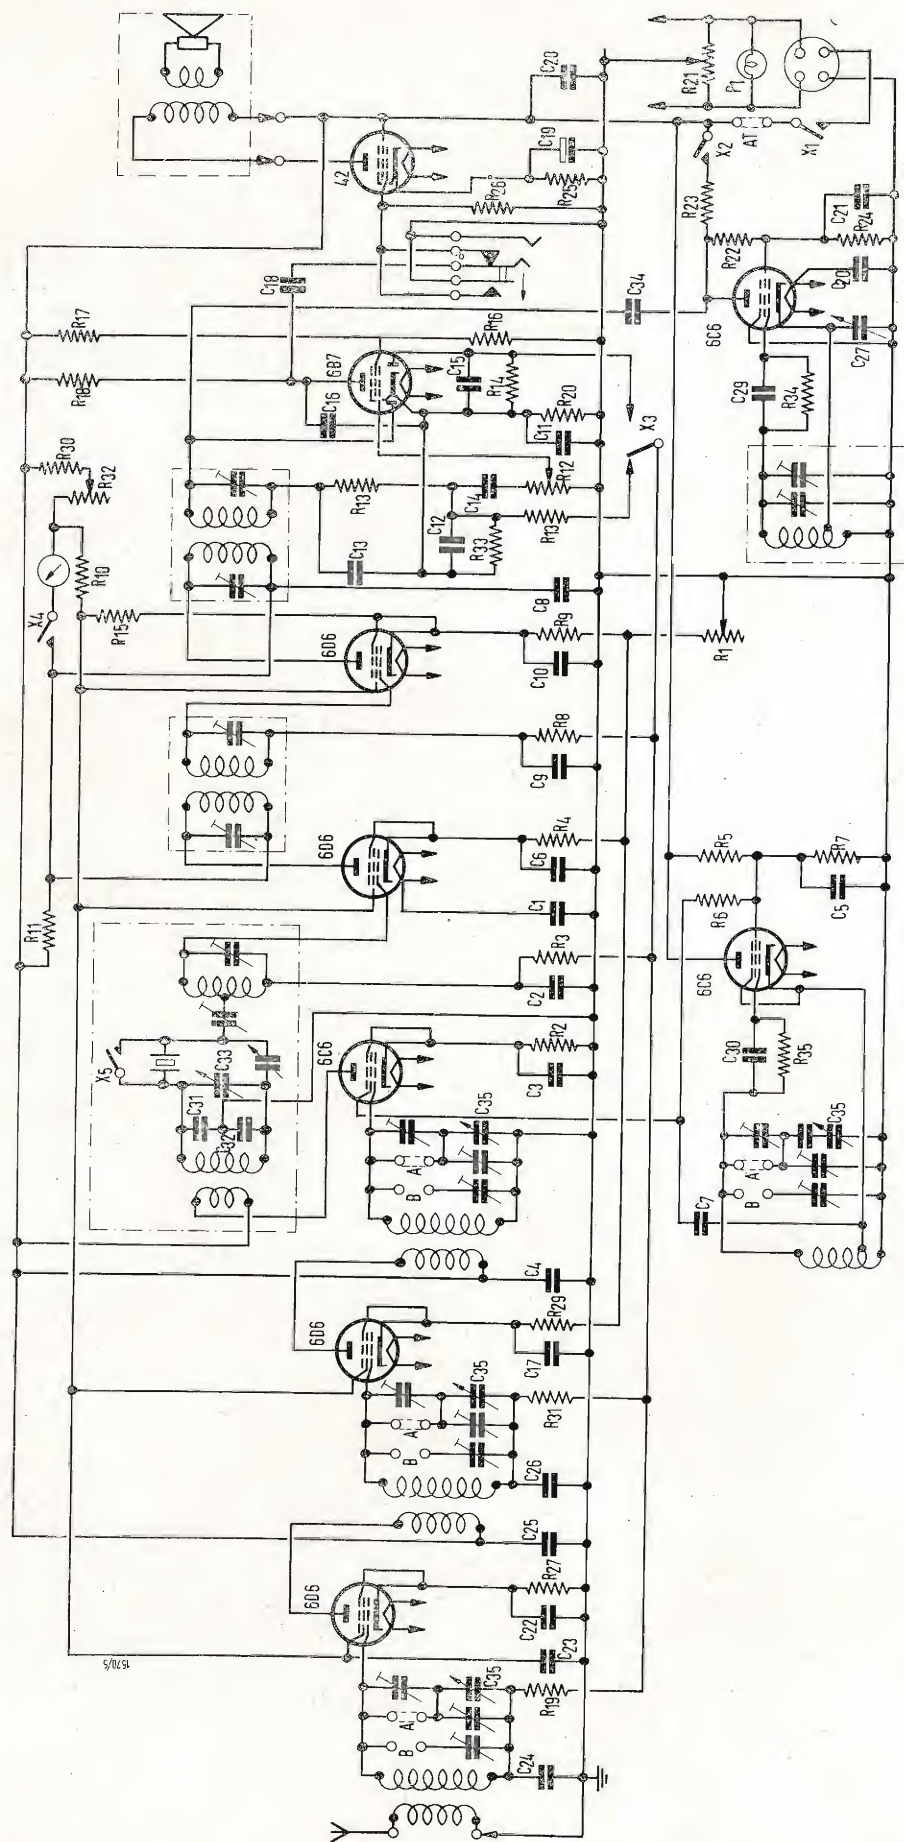 C20
R21
P1
C19
R25
R26
42
X2
AT
X1
R23
C21
R24
R22
C20
6C6
C27
C18
C34
R17
R16
R18
6B7
C15
R14
C16
R20
C11
X3
C29
R34
R30
R32
R12
C14
R13
C12
R13
R33
C13
R10
X4
R15
C8
6D6
R9
C10
R1
R8
C9
6D6
R4
C6
R5
R7
R6
C5
C1
R11
6C6
R3
C2
X5
C33
C31
C32
6C6
R2
C3
C30
R35
C35
A
B
C35
A
B
C7
C4
6D6
R29
C17
C35
A
B
R31
C26
C25
6D6
R27
C22
C23
1570/5
C35
A
B
R19
C24